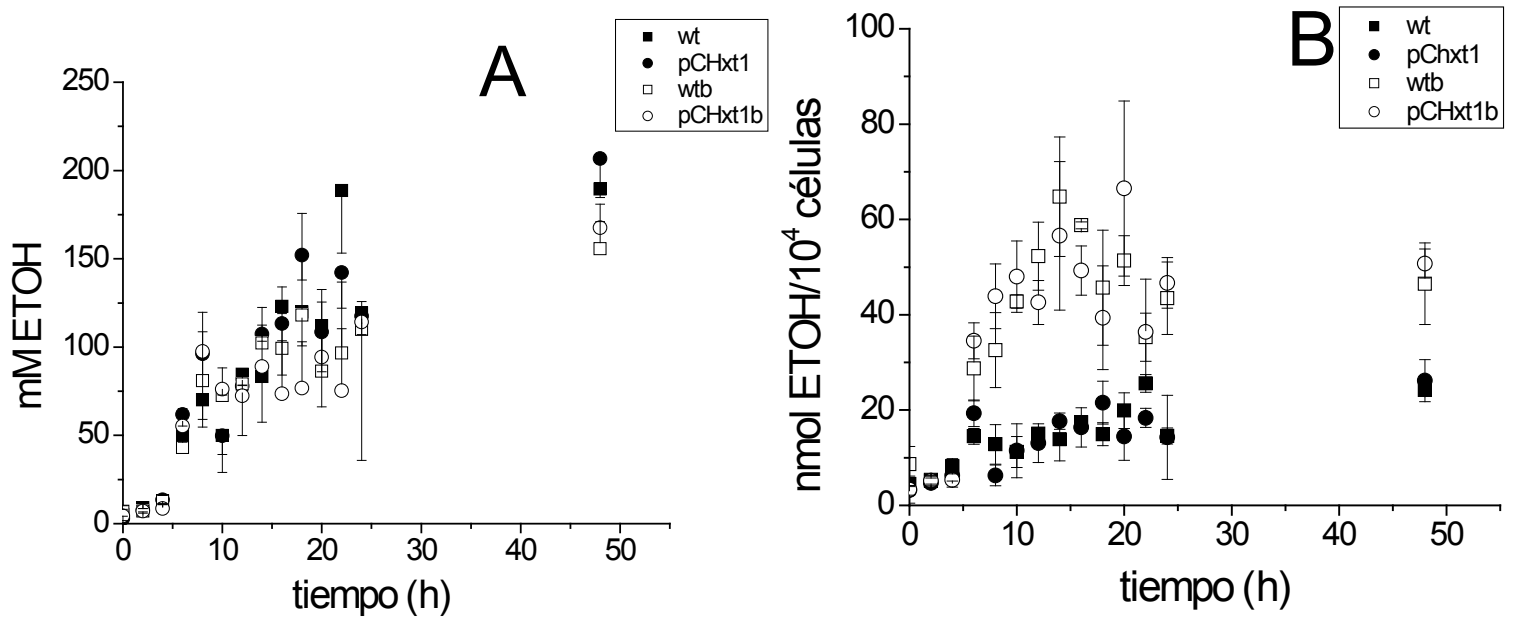 A
wt
pCHxt1
wtb
pCHxt1b
250
200
150
100
50
0
mM ETOH
0 10 20 30 40 50
tiempo (h)
B
wt
pChxt1
wtb
pCHxt1b
100
80
60
40
20
0
nmol ETOH/10⁴ células
0 10 20 30 40 50
tiempo (h)